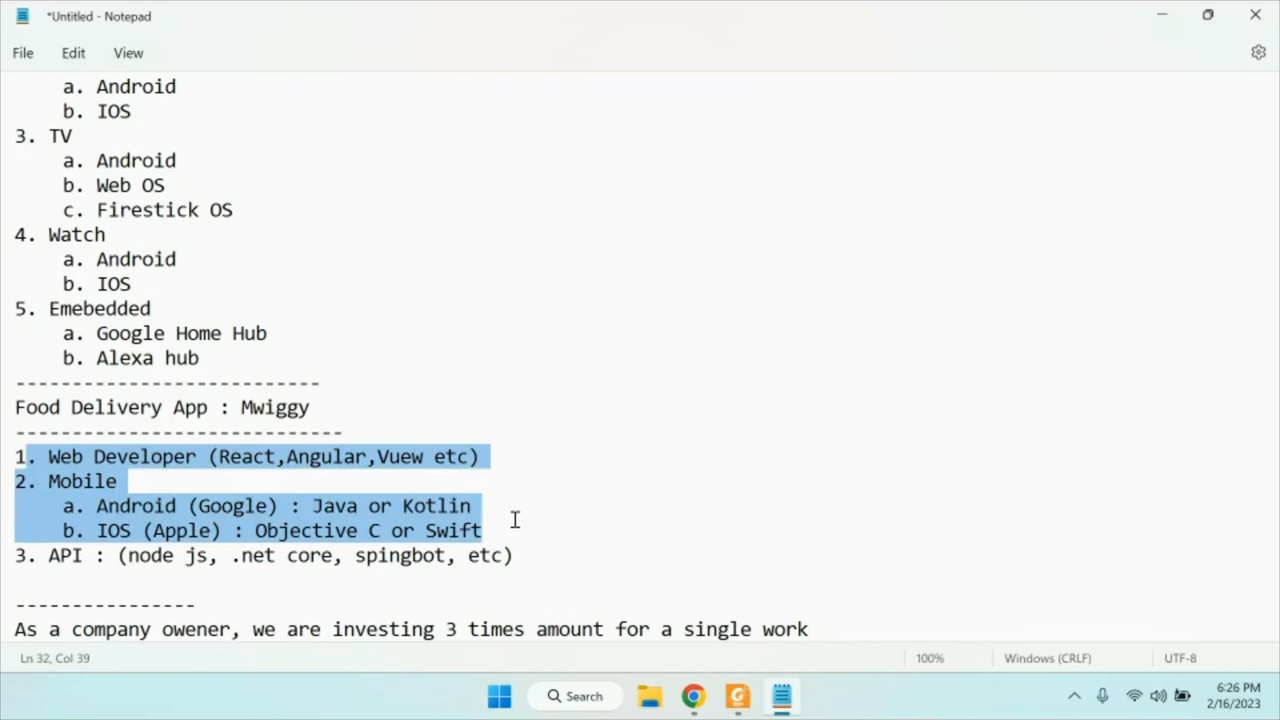 *Untitled - Notepad
File Edit View
a. Android
b. IOS
3. TV
a. Android
b. Web OS
c. Firestick OS
4. Watch
a. Android
b. IOS
5. Emebedded
a. Google Home Hub
b. Alexa hub
---------------------------
Food Delivery App : Mwiggy
-----------------------------
1. Web Developer (React,Angular,Vuew etc)
2. Mobile
a. Android (Google) : Java or Kotlin
b. IOS (Apple) : Objective C or Swift
3. API : (node js, .net core, spingbot, etc)
----------------
As a company owener, we are investing 3 times amount for a single work
Ln 32, Col 39 100% Windows (CRLF) UTF-8
Search
6:26 PM
2/16/2023